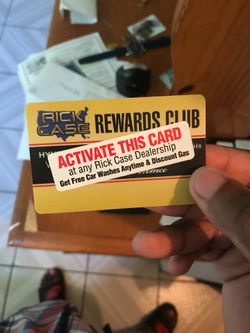 RICK CASE
REWARDS CLUB
ACTIVATE THIS CARD
at any Rick Case Dealership
Get Free Car Washes Anytime & Discount Gas